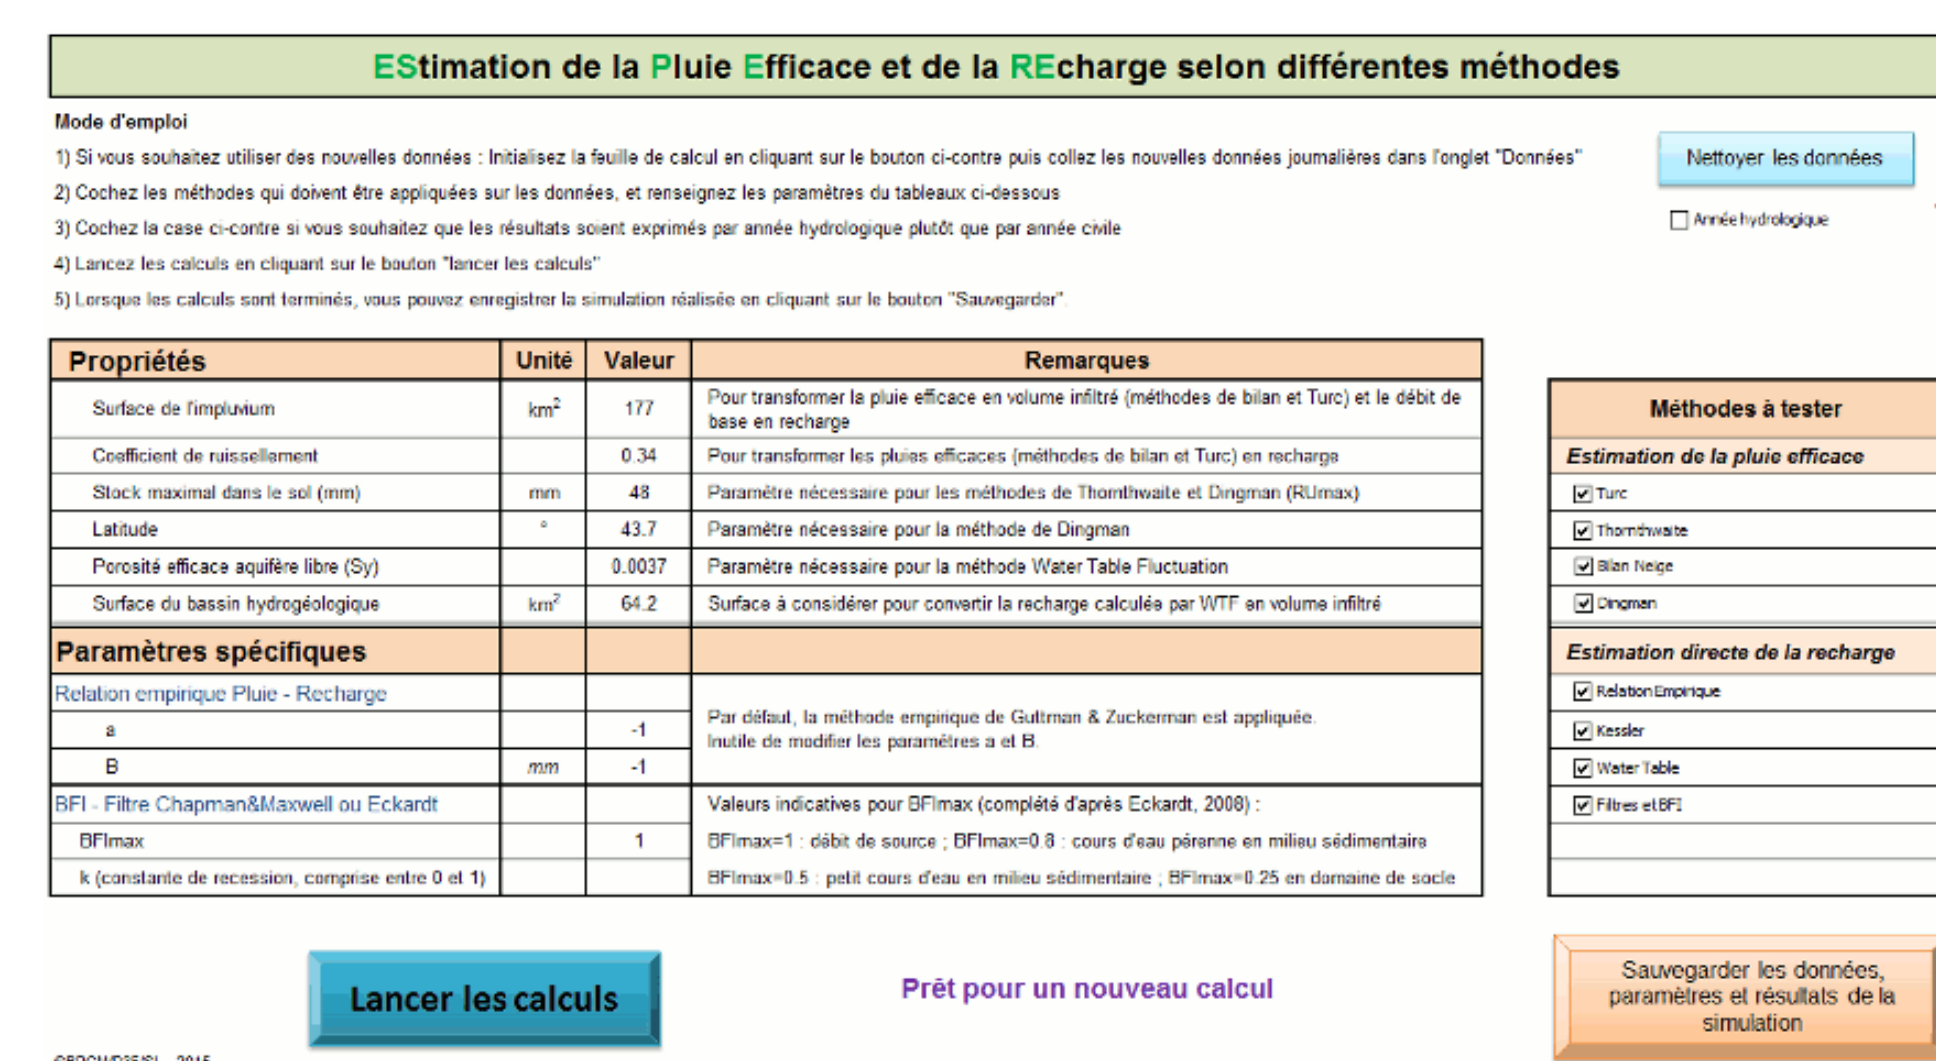 EStimation de la Pluie Efficace et de la REcharge selon différentes méthodes
Mode d'emploi
1) Si vous souhaitez utiliser des nouvelles données : Initialisez la feuille de calcul en cliquant sur le bouton ci-contre puis collez les nouvelles données journalières dans l'onglet "Données"
Nettoyer les données
2) Cochez les méthodes qui doivent être appliquées sur les données, et renseignez les paramètres du tableaux ci-dessous
3) Cochez la case ci-contre si vous souhaitez que les résultats soient exprimés par année hydrologique plutôt que par année civile
Année hydrologique
4) Lancez les calculs en cliquant sur le bouton "lancer les calculs"
5) Lorsque les calculs sont terminés, vous pouvez enregistrer la simulation réalisée en cliquant sur le bouton "Sauvegarder".
Propriétés Unité Valeur Remarques
Surface de l'impluvium km² 177 Pour transformer la pluie efficace en volume infiltré (méthodes de bilan et Turc) et le débit de
base en recharge
Coefficient de ruissellement 0.34 Pour transformer les pluies efficaces (méthodes de bilan et Turc) en recharge
Stock maximal dans le sol (mm) mm 48 Paramètre nécessaire pour les méthodes de Thornthwaite et Dingman (RUmax)
Latitude ° 43.7 Paramètre nécessaire pour la méthode de Dingman
Porosité efficace aquifère libre (Sy) 0.0037 Paramètre nécessaire pour la méthode Water Table Fluctuation
Surface du bassin hydrogéologique km² 64.2 Surface à considérer pour convertir la recharge calculée par WTF en volume infiltré
Paramètres spécifiques
Relation empirique Pluie - Recharge
Par défaut, la méthode empirique de Guttman & Zuckerman est appliquée.
Inutile de modifier les paramètres a et B.
a -1
B mm -1
BFI - Filtre Chapman&Maxwell ou Eckardt Valeurs indicatives pour BFImax (complété d'après Eckardt, 2008) :
BFImax 1 BFImax=1 : débit de source ; BFImax=0.8 : cours d'eau pérenne en milieu sédimentaire
k (constante de recession, comprise entre 0 et 1) BFImax=0.5 : petit cours d'eau en milieu sédimentaire ; BFImax=0.25 en domaine de socle
Méthodes à tester
Estimation de la pluie efficace
Turc
Thornthwaite
Bilan Neige
Dingman
Estimation directe de la recharge
Relation Empirique
Kessler
Water Table
Filtres et BFI
Lancer les calculs
Prêt pour un nouveau calcul
Sauvegarder les données,
paramètres et résultats de la
simulation